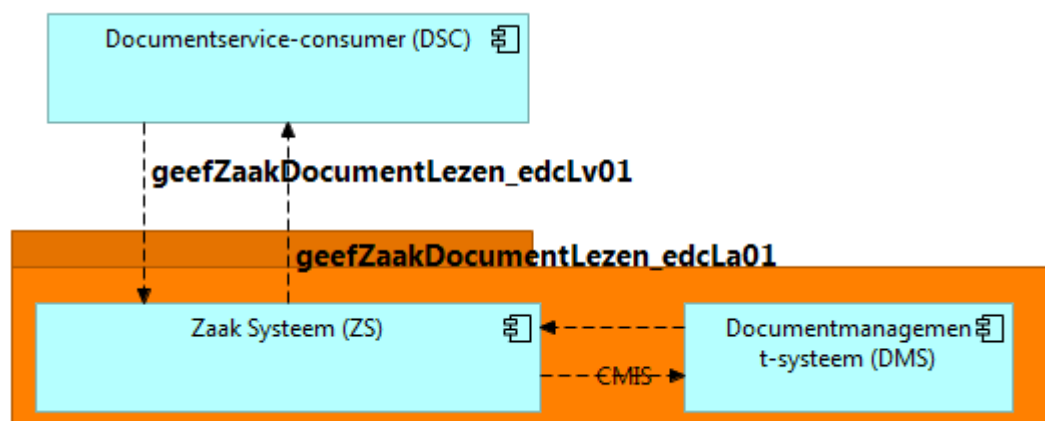 Documentservice-consumer (DSC)
geefZaakDocumentLezen_edcLv01
geefZaakDocumentLezen_edcLa01
Zaak Systeem (ZS)
Documentmanagemen
t-systeem (DMS)
CMIS